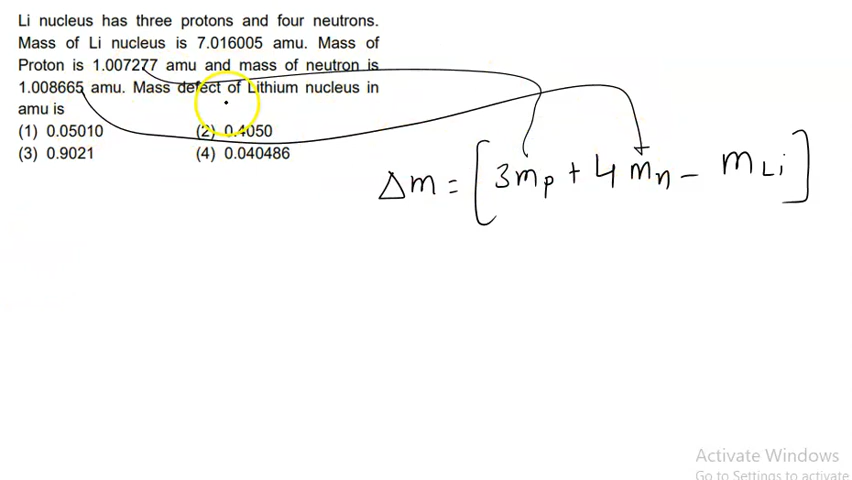 Li nucleus has three protons and four neutrons.
Mass of Li nucleus is 7.016005 amu. Mass of
Proton is 1.007277 amu and mass of neutron is
1.008665 amu. Mass defect of Lithium nucleus in
amu is
(1) 0.05010 (2) 0.4050
(3) 0.9021 (4) 0.040486
Δm = [3mp + 4mn - mLi]
Activate Windows
Go to Settings to activate